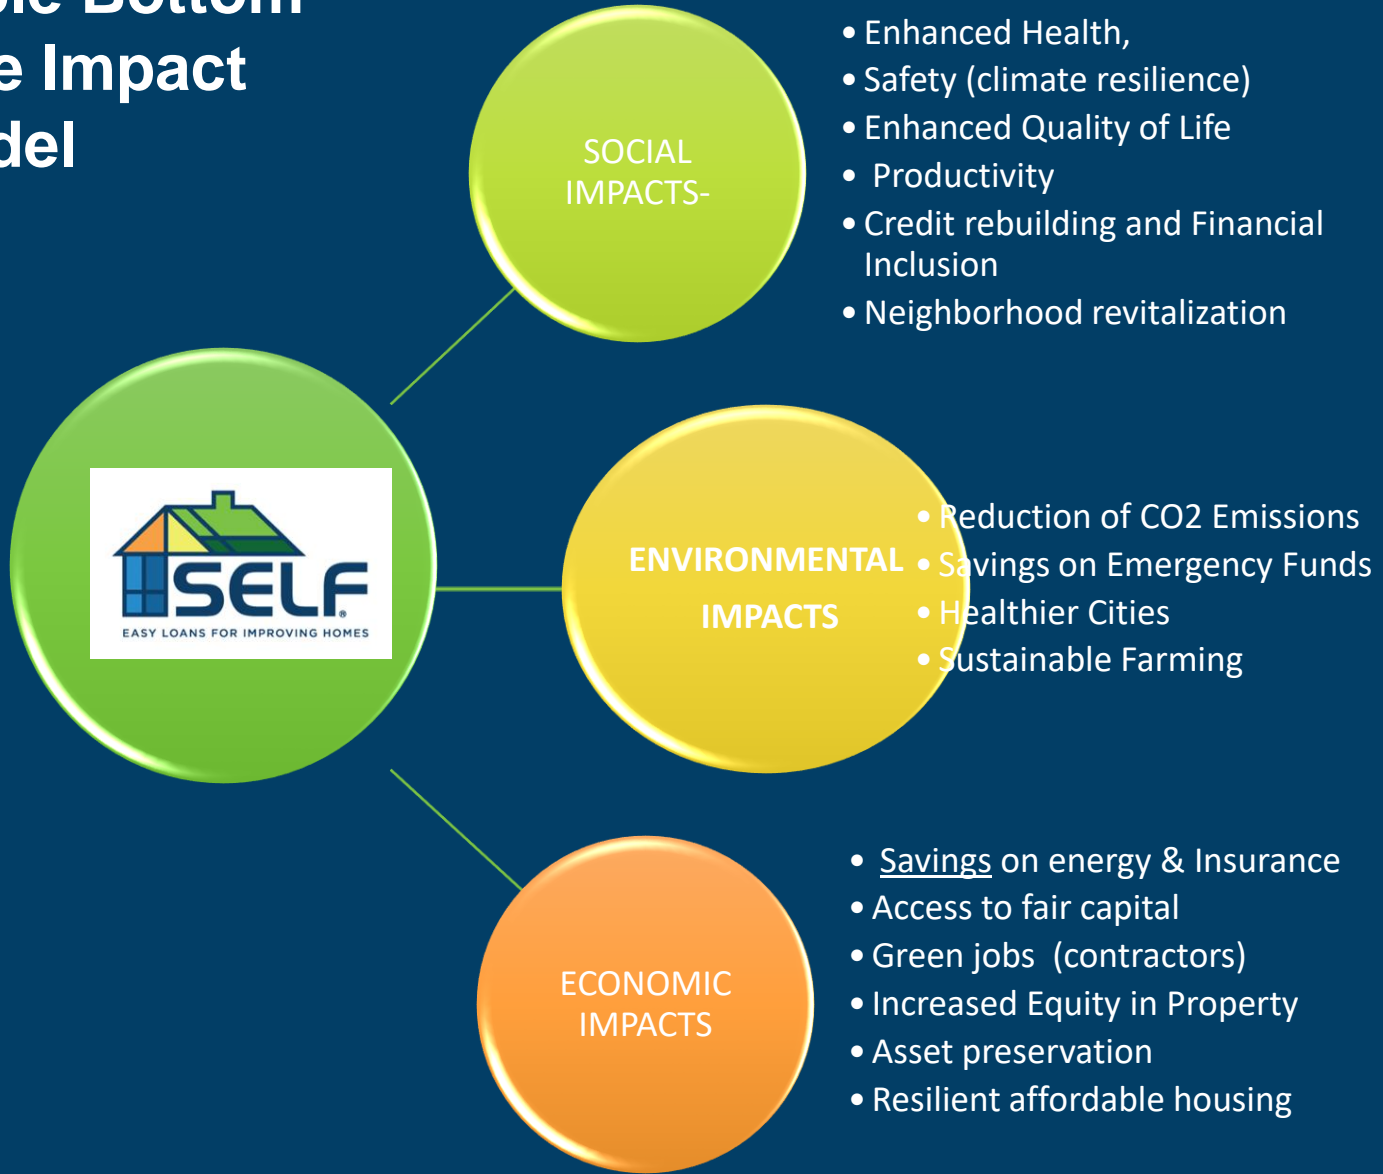 ple Bottom
e Impact
del
SOCIAL
IMPACTS-
• Enhanced Health,
• Safety (climate resilience)
• Enhanced Quality of Life
• Productivity
• Credit rebuilding and Financial
Inclusion
• Neighborhood revitalization
SELF®
EASY LOANS FOR IMPROVING HOMES
ENVIRONMENTAL
IMPACTS
• Reduction of CO2 Emissions
• Savings on Emergency Funds
• Healthier Cities
• Sustainable Farming
ECONOMIC
IMPACTS
• Savings on energy & Insurance
• Access to fair capital
• Green jobs (contractors)
• Increased Equity in Property
• Asset preservation
• Resilient affordable housing